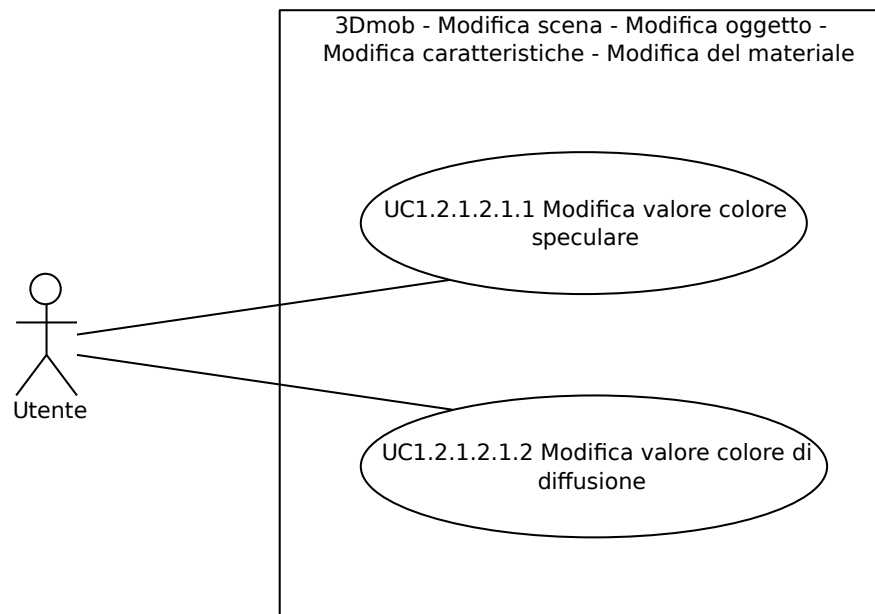 3Dmob - Modifica scena - Modifica oggetto -
Modifica caratteristiche - Modifica del materiale
UC1.2.1.2.1.1 Modifica valore colore
speculare
Utente
UC1.2.1.2.1.2 Modifica valore colore di
diffusione